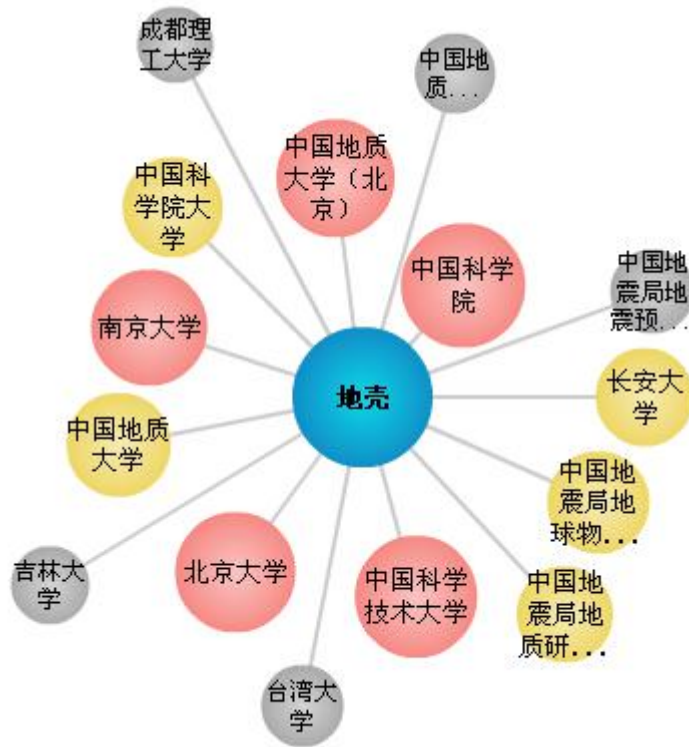 成都理
工大学
中国地
质...
中国地质
大学（北
京）
中国科
学院大
学
中国科学
院
中国地
震局地
震预...
南京大学
地壳
长安大
学
中国地质
大学
中国地
震局地
球物...
吉林大
学
北京大学
中国科学
技术大学
中国地
震局地
质研...
台湾大
学